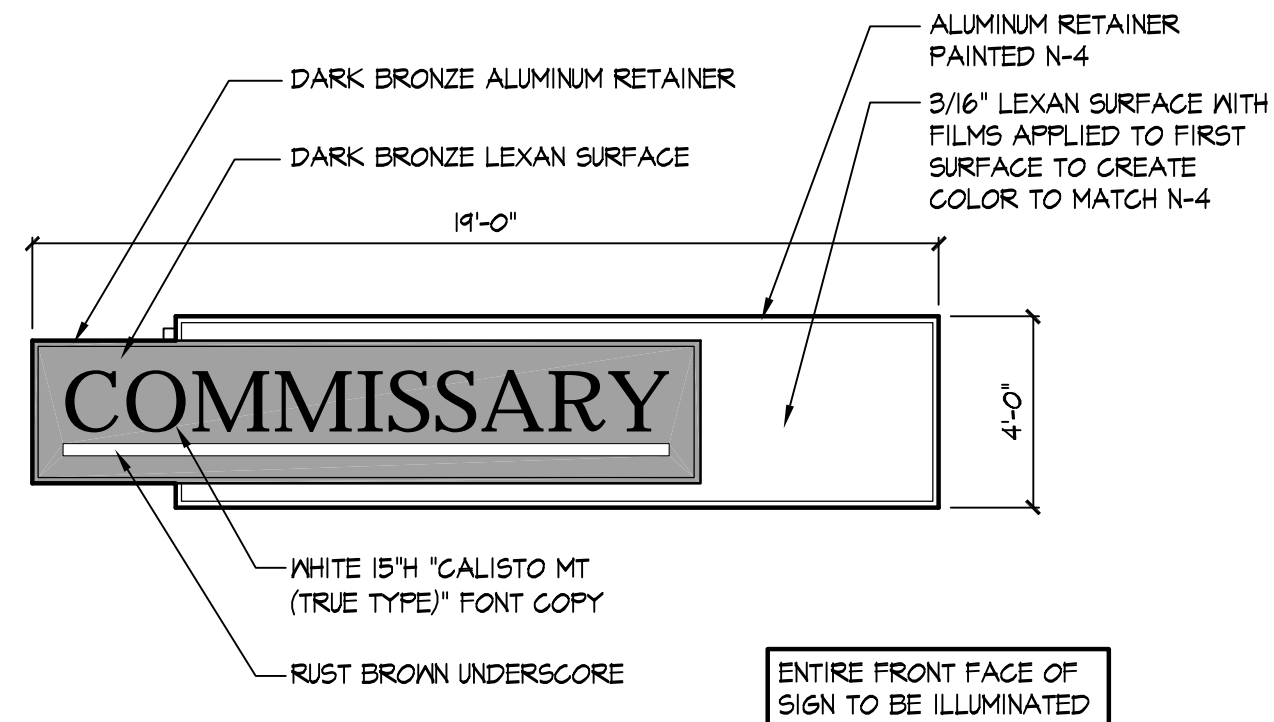 ALUMINUM RETAINER
PAINTED N-4
DARK BRONZE ALUMINUM RETAINER
3/16" LEXAN SURFACE WITH
FILMS APPLIED TO FIRST
SURFACE TO CREATE
COLOR TO MATCH N-4
DARK BRONZE LEXAN SURFACE
19'-0"
COMMISSARY
4'-0"
WHITE 15"H "CALISTO MT
(TRUE TYPE)" FONT COPY
RUST BROWN UNDERSCORE
ENTIRE FRONT FACE OF
SIGN TO BE ILLUMINATED